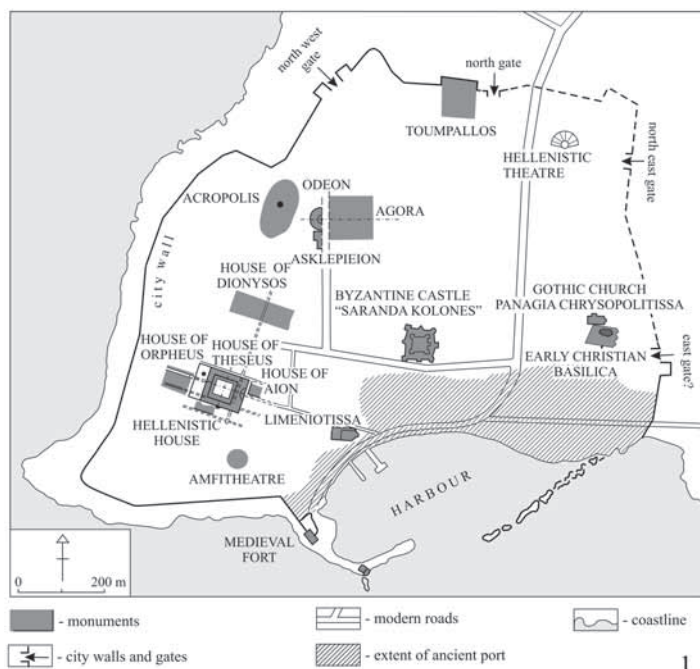 north west
gate
north gate
TOUMPALLOS
HELLENISTIC
THEATRE
north east
gate
ACROPOLIS
ODEON
AGORA
ASKLEPIEION
city wall
HOUSE OF
DIONYSOS
BYZANTINE CASTLE
“SARANDA KOLONES”
GOTHIC CHURCH
PANAGIA CHRYSOPOLITISSA
HOUSE OF
ORPHEUS
HOUSE OF
THESEUS
HOUSE OF
AION
EARLY CHRISTIAN
BASILICA
east gate?
HELLENISTIC
HOUSE
LIMENIOTISSA
AMFITHEATRE
HARBOUR
MEDIEVAL
FORT
0 200 m
- monuments
- modern roads
- coastline
- city walls and gates
- extent of ancient port
1